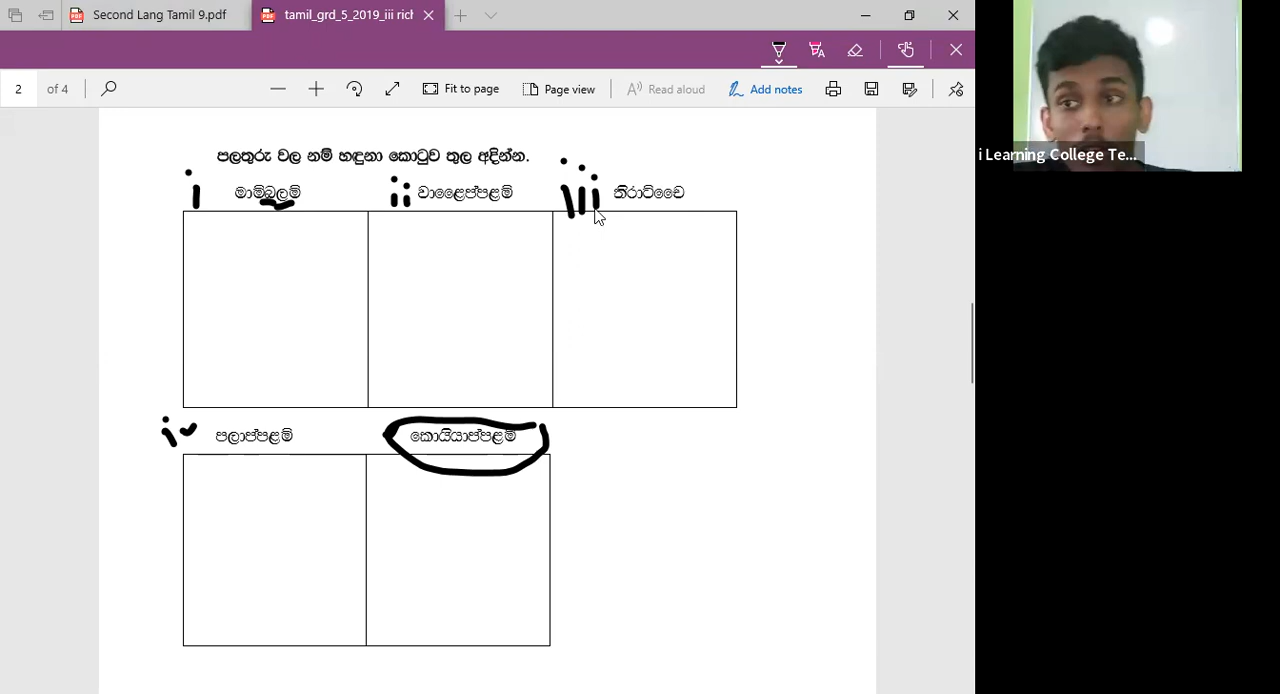 Second Lang Tamil 9.pdf
tamil_grd_5_2019_iii rich
2 of 4
Fit to page
Page view
Read aloud
Add notes
i Learning College Te...
පලතුරු වල නම් හඳුනා කොටුව තුල අදින්න.
i මාම්බලම් ii වාළෛප්පළම් iii තිරාට්චෛ
iv පලාප්පළම් කොයියාප්පළම්